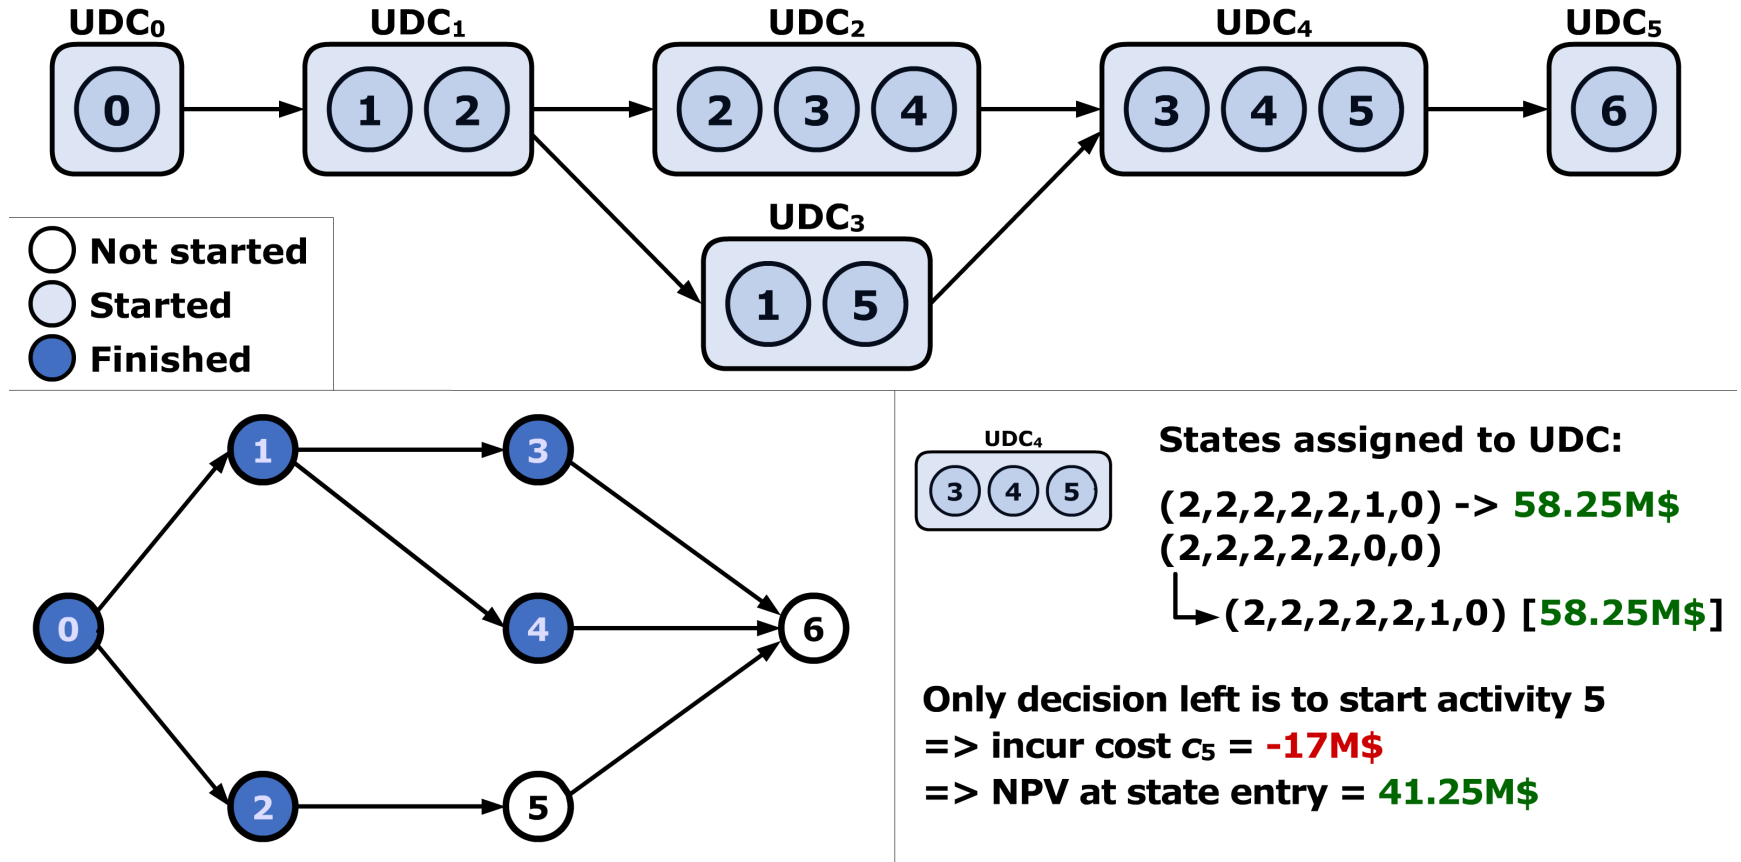 UDC₀ UDC₁ UDC₂ UDC₄ UDC₅
0 1 2 2 3 4 3 4 5 6
UDC₃
1 5
Not started
Started
Finished
1 3
0 4 6
2 5
UDC₄
3 4 5
States assigned to UDC:
(2,2,2,2,2,1,0) -> 58.25M$
(2,2,2,2,2,0,0)
(2,2,2,2,2,1,0) [58.25M$]
Only decision left is to start activity 5
=> incur cost c₅ = -17M$
=> NPV at state entry = 41.25M$